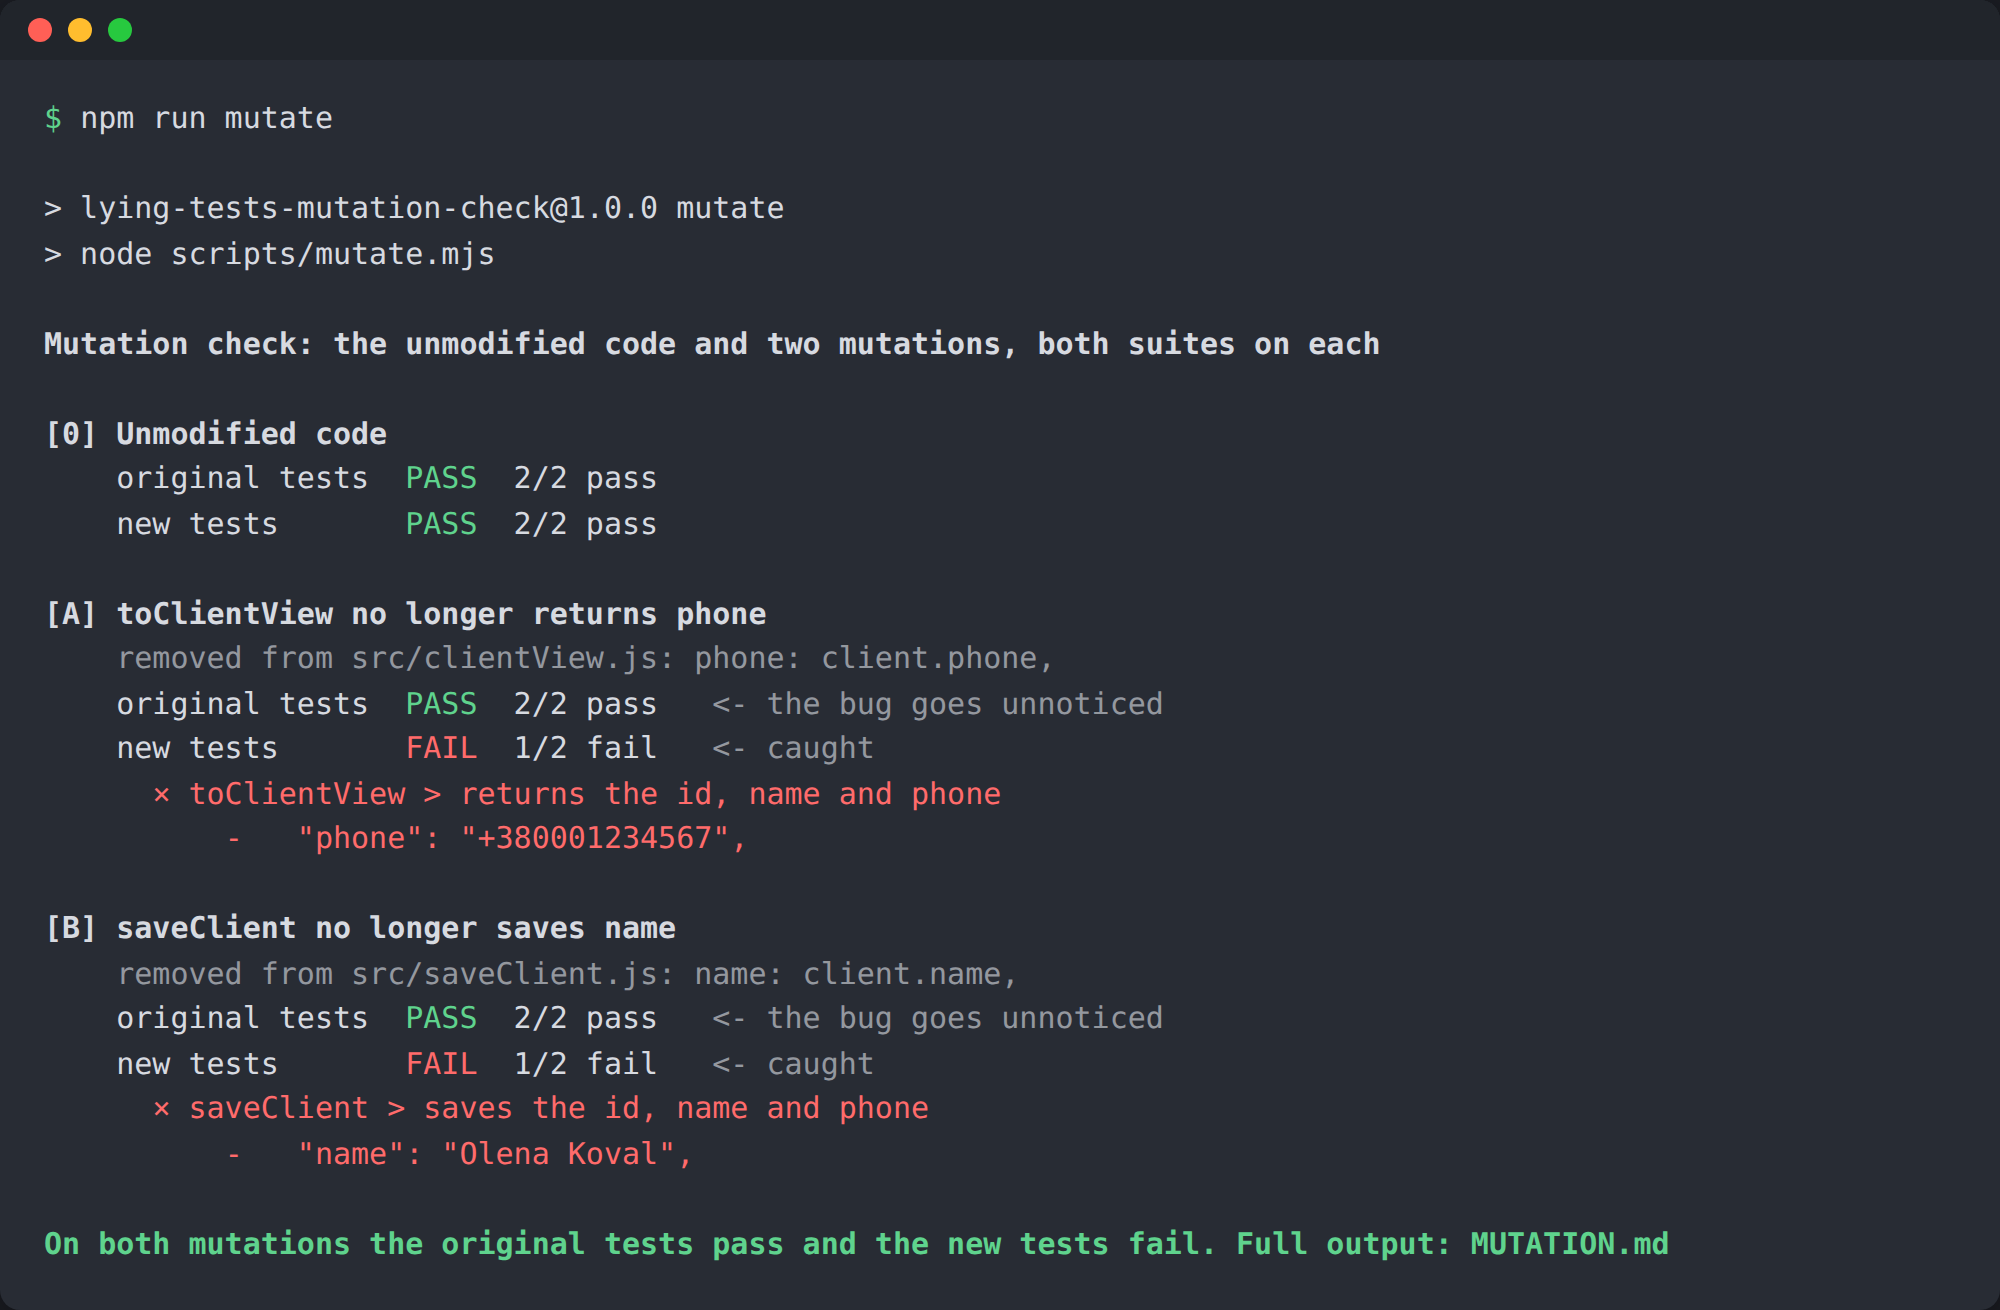 $ npm run mutate
> lying-tests-mutation-check@1.0.0 mutate
> node scripts/mutate.mjs
Mutation check: the unmodified code and two mutations, both suites on each
[0] Unmodified code
original tests  PASS  2/2 pass
new tests       PASS  2/2 pass
[A] toClientView no longer returns phone
removed from src/clientView.js: phone: client.phone,
original tests  PASS  2/2 pass   <- the bug goes unnoticed
new tests       FAIL  1/2 fail   <- caught
× toClientView > returns the id, name and phone
-   "phone": "+380001234567",
[B] saveClient no longer saves name
removed from src/saveClient.js: name: client.name,
original tests  PASS  2/2 pass   <- the bug goes unnoticed
new tests       FAIL  1/2 fail   <- caught
× saveClient > saves the id, name and phone
-   "name": "Olena Koval",
On both mutations the original tests pass and the new tests fail. Full output: MUTATION.md